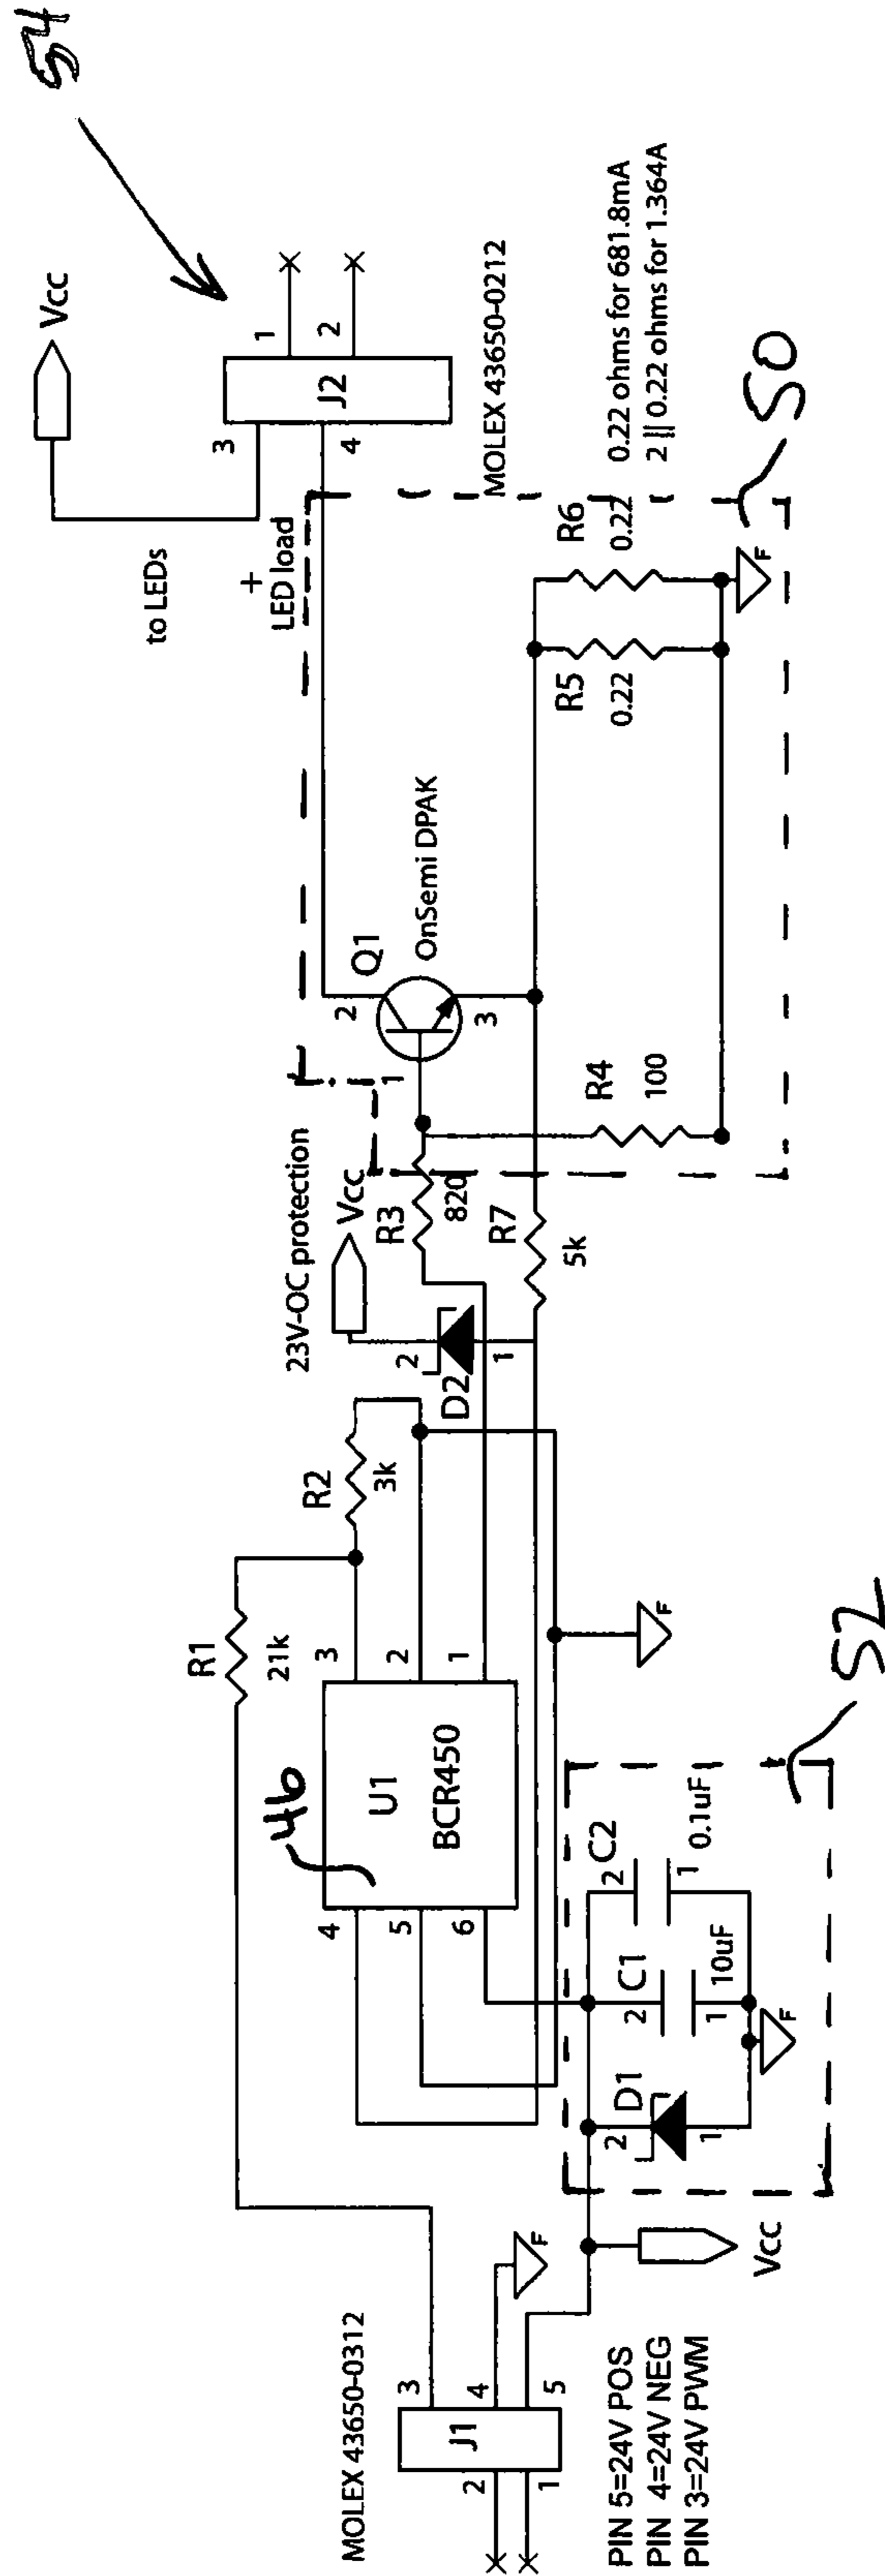 54
Vcc
to LEDs
+
LED load
3
4
J2
1
2
MOLEX 43650-0212
0.22 ohms for 681.8mA
2 || 0.22 ohms for 1.364A
50
23V-OC protection
Vcc
D2
2
1
R3
820
R7
5k
1
2
3
Q1
OnSemi DPAK
R4
100
R5
0.22
R6
0.22
F
R1
21k
R2
3k
46
U1
BCR450
3
2
1
4
5
6
F
52
D1
2
1
C1
10uF
2
1
C2
0.1uF
2
1
F
MOLEX 43650-0312
J1
3
4
5
2
1
F
Vcc
PIN 5=24V POS
PIN 4=24V NEG
PIN 3=24V PWM